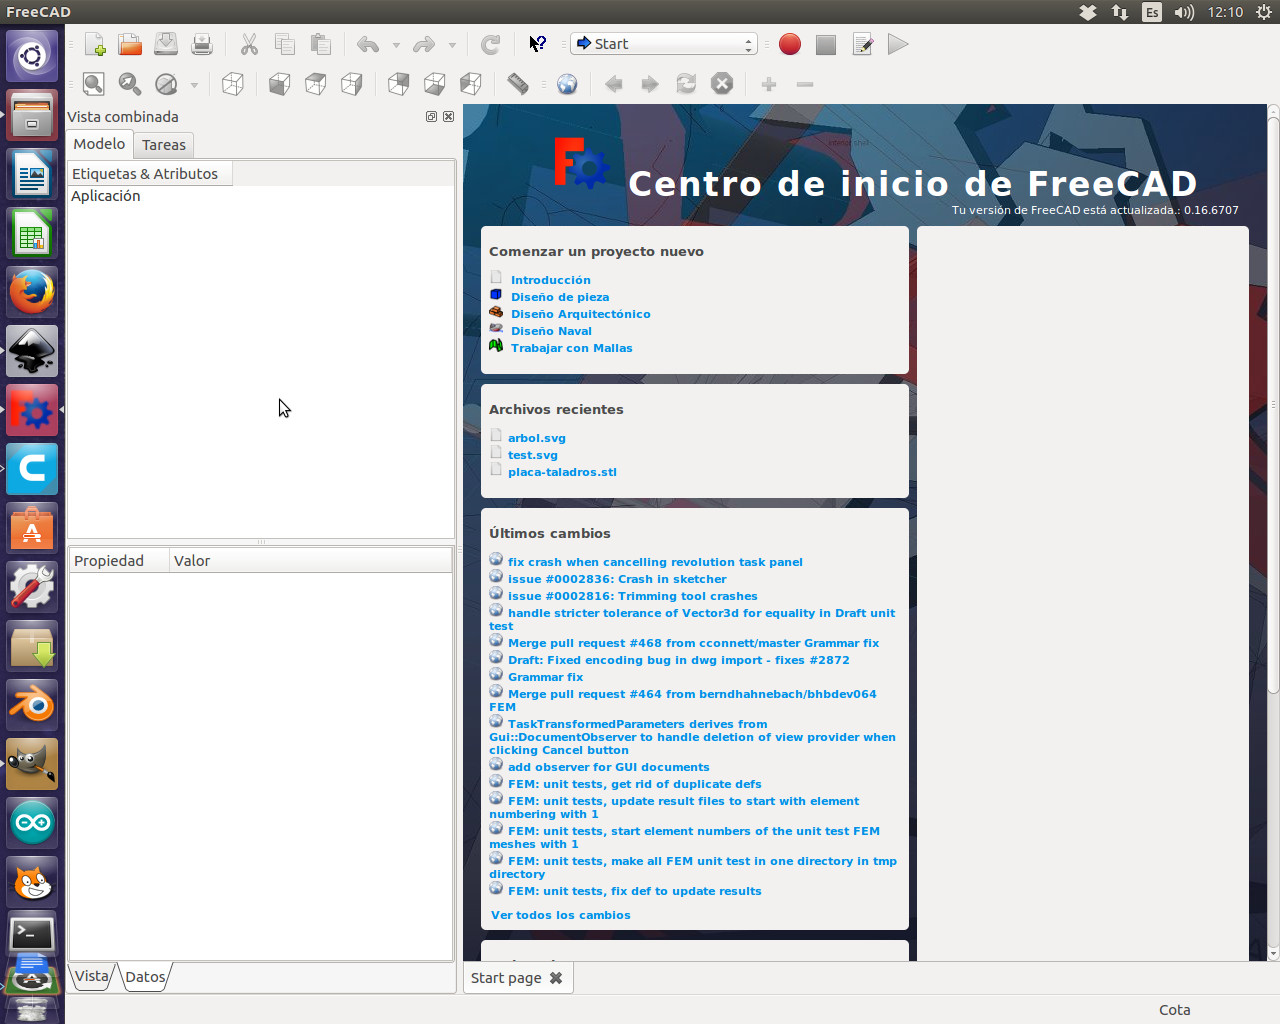 FreeCAD
Es
12:10
Start
Vista combinada
Modelo
Tareas
Etiquetas & Atributos
Aplicación
Propiedad
Valor
Vista
Datos
Centro de inicio de FreeCAD
Tu versión de FreeCAD está actualizada.: 0.16.6707
Comenzar un proyecto nuevo
Introducción
Diseño de pieza
Diseño Arquitectónico
Diseño Naval
Trabajar con Mallas
Archivos recientes
arbol.svg
test.svg
placa-taladros.stl
Últimos cambios
fix crash when cancelling revolution task panel
issue #0002836: Crash in sketcher
issue #0002816: Trimming tool crashes
handle stricter tolerance of Vector3d for equality in Draft unit
test
Merge pull request #468 from cconnett/master Grammar fix
Draft: Fixed encoding bug in dwg import - fixes #2872
Grammar fix
Merge pull request #464 from berndhahnebach/bhbdev064
FEM
TaskTransformedParameters derives from
Gui::DocumentObserver to handle deletion of view provider when
clicking Cancel button
add observer for GUI documents
FEM: unit tests, get rid of duplicate defs
FEM: unit tests, update result files to start with element
numbering with 1
FEM: unit tests, start element numbers of the unit test FEM
meshes with 1
FEM: unit tests, make all FEM unit test in one directory in tmp
directory
FEM: unit tests, fix def to update results
Ver todos los cambios
Start page
Cota